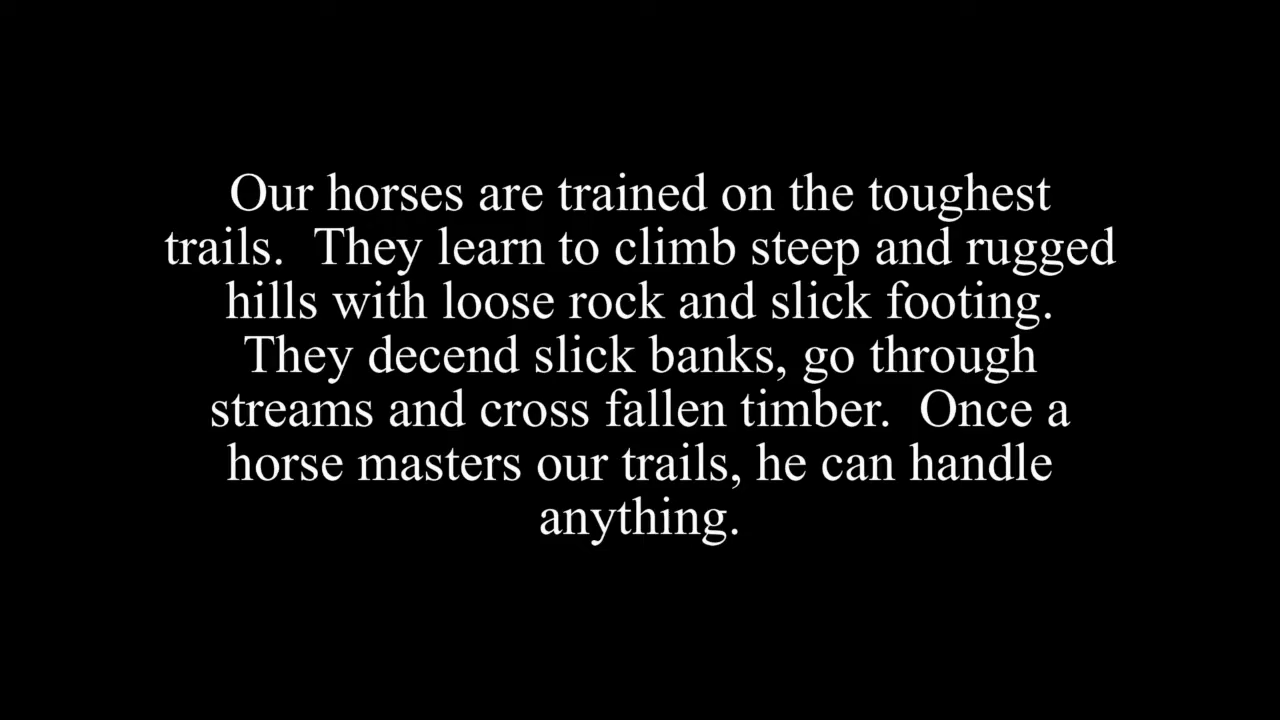 Our horses are trained on the toughest
trails.  They learn to climb steep and rugged
hills with loose rock and slick footing.
They decend slick banks, go through
streams and cross fallen timber.  Once a
horse masters our trails, he can handle
anything.